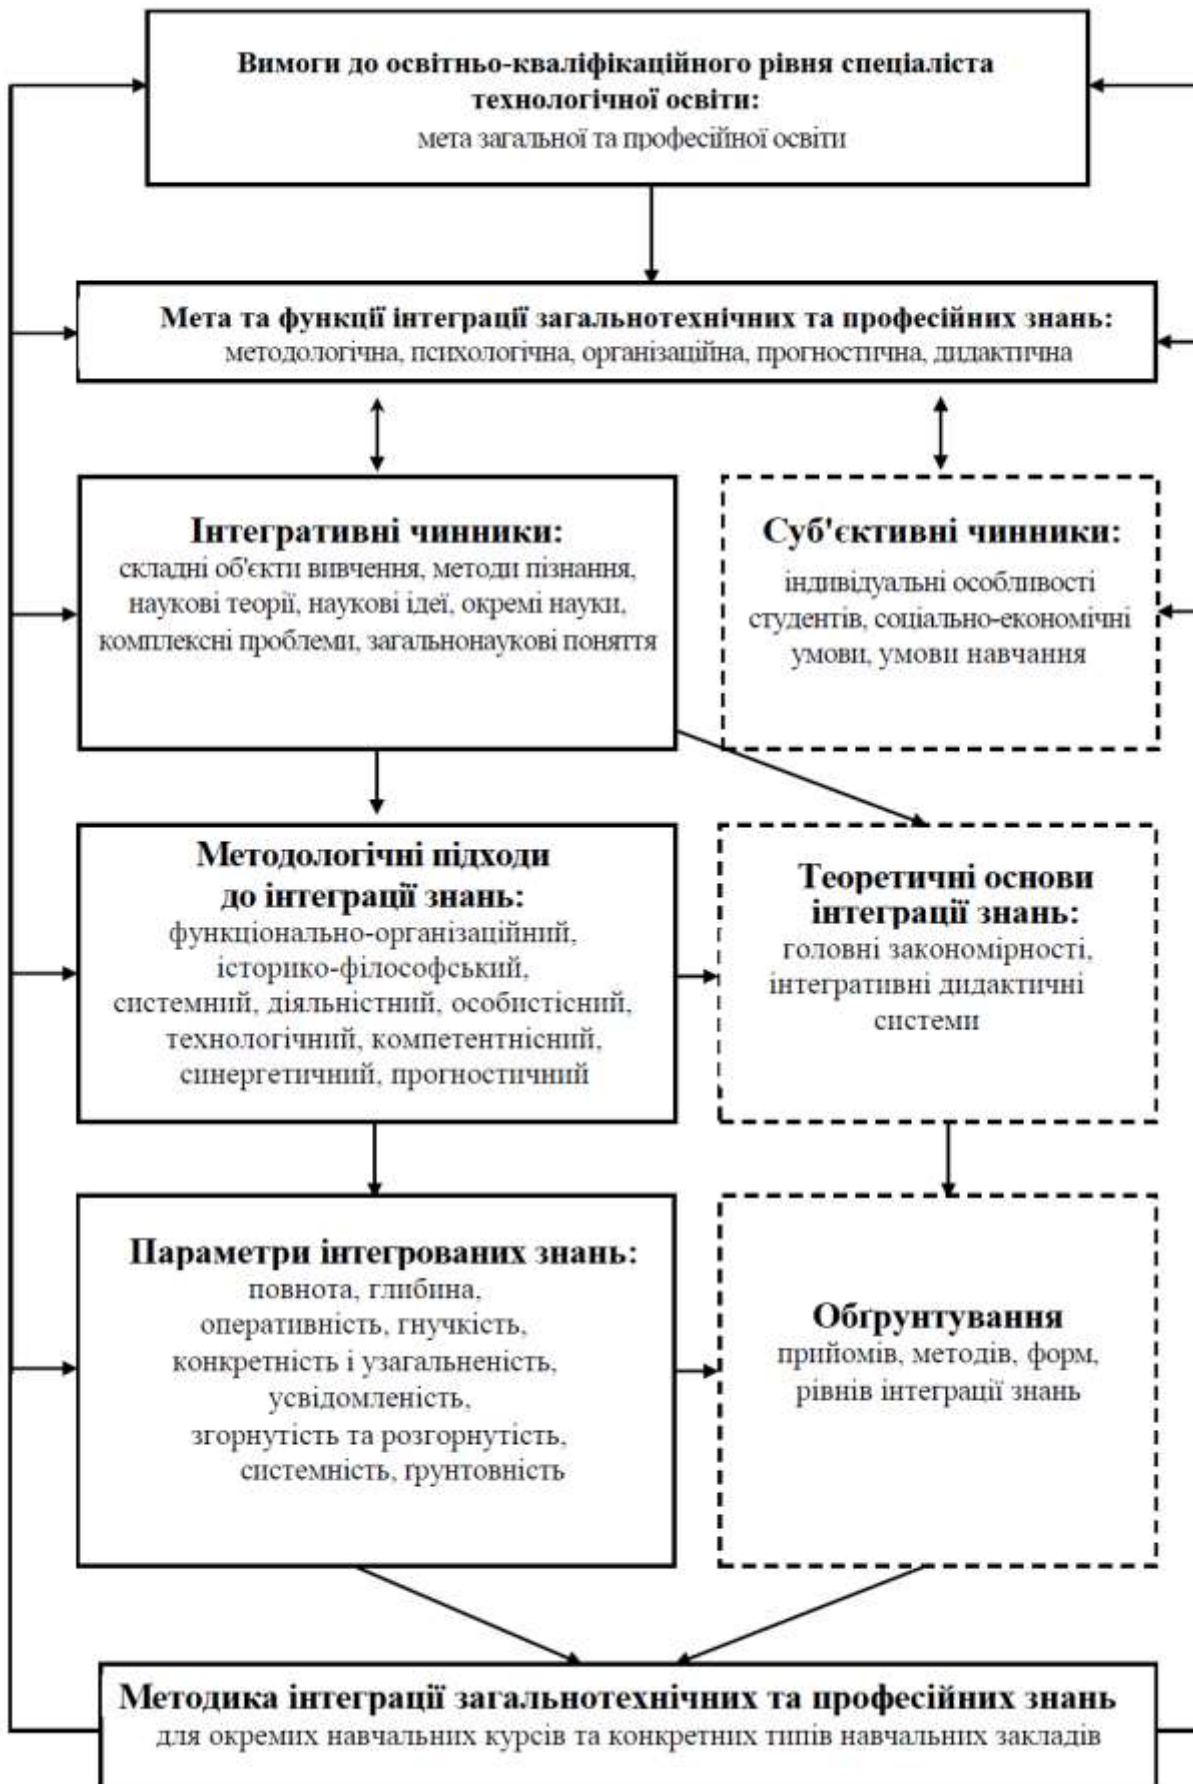 Вимоги до освітньо-кваліфікаційного рівня спеціаліста
технологічної освіти:
мета загальної та професійної освіти
Мета та функції інтеграції загальнотехнічних та професійних знань:
методологічна, психологічна, організаційна, прогностична, дидактична
Інтегративні чинники:
складні об'єкти вивчення, методи пізнання,
наукові теорії, наукові ідеї, окремі науки,
комплексні проблеми, загальнонаукові поняття
Суб'єктивні чинники:
індивідуальні особливості
студентів, соціально-економічні
умови, умови навчання
Методологічні підходи
до інтеграції знань:
функціонально-організаційний,
історико-філософський,
системний, діяльністний, особистісний,
технологічний, компетентнісний,
синергетичний, прогностичний
Теоретичні основи
інтеграції знань:
головні закономірності,
інтегративні дидактичні
системи
Параметри інтегрованих знань:
повнота, глибина,
оперативність, гнучкість,
конкретність і узагальненість,
усвідомленість,
згорнутість та розгорнутість,
системність, ґрунтовність
Обґрунтування
прийомів, методів, форм,
рівнів інтеграції знань
Методика інтеграції загальнотехнічних та професійних знань
для окремих навчальних курсів та конкретних типів навчальних закладів